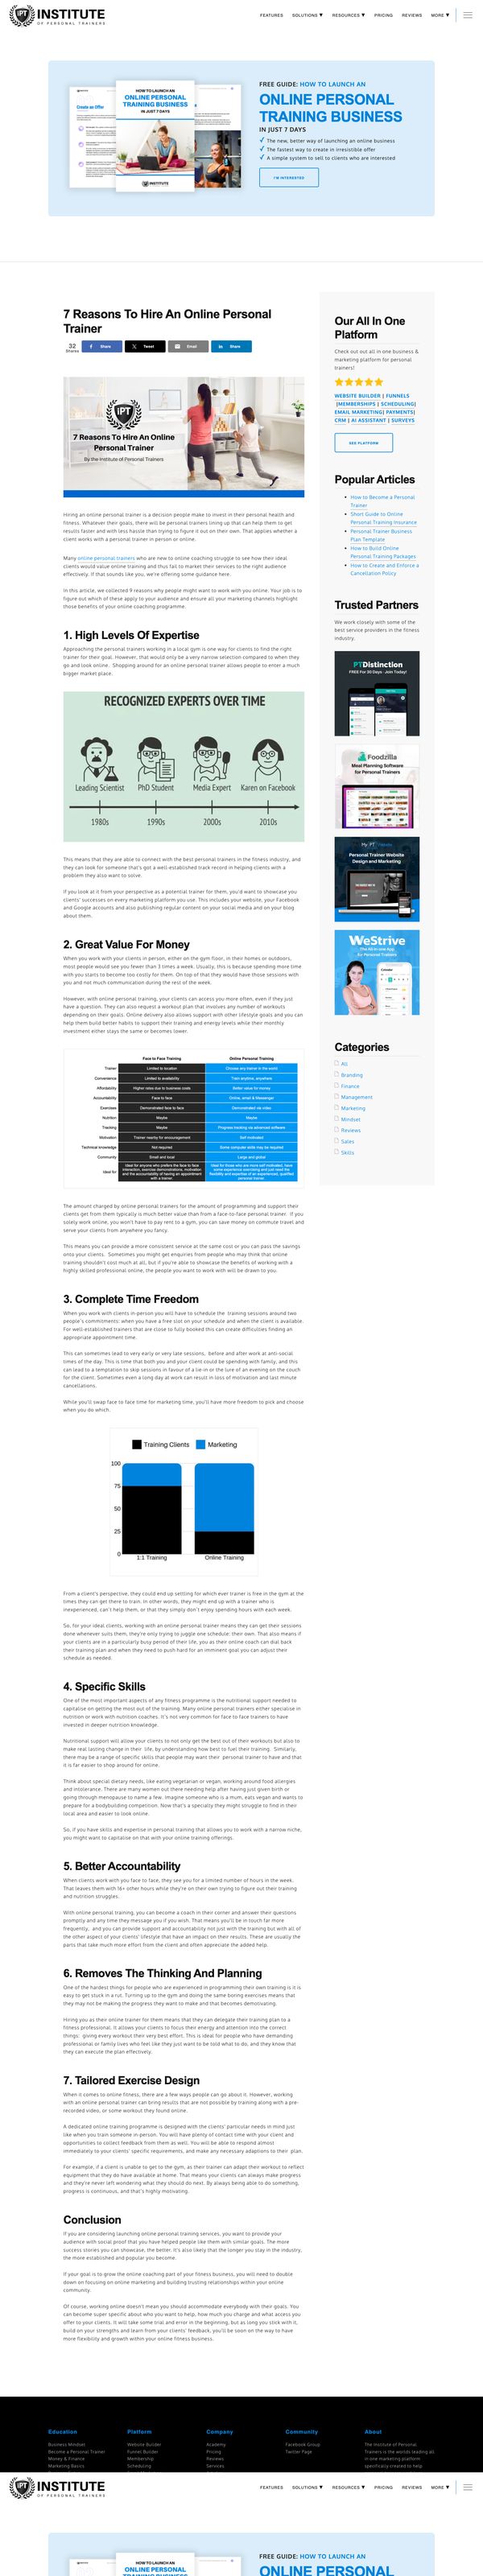 INSTITUTE
OF PERSONAL TRAINERS
FEATURES SOLUTIONS ▼ RESOURCES ▼ PRICING REVIEWS MORE ▼
HOW TO LAUNCH AN
ONLINE PERSONAL
TRAINING BUSINESS
IN JUST 7 DAYS
Create an Offer
INSTITUTE
FREE GUIDE: HOW TO LAUNCH AN
ONLINE PERSONAL
TRAINING BUSINESS
IN JUST 7 DAYS
The new, better way of launching an online business
The fastest way to create in irresistible offer
A simple system to sell to clients who are interested
I'M INTERESTED
7 Reasons To Hire An Online Personal
Trainer
32
Shares
Share
Tweet
Email
Share
IPT
7 Reasons To Hire An Online
Personal Trainer
By the Institute of Personal Trainers
Hiring an online personal trainer is a decision people make to invest in their personal health and
fitness. Whatever their goals, there will be personal trainers lining up that can help them to get
results faster and with less hassle than trying to figure it out on their own. That applies whether a
client works with you online or in person or online.
Many online personal trainers who are new to online coaching struggle to see how their ideal
clients would value online training and thus fail to market their services to the right audience
effectively. If that sounds like you, we're offering some guidance here.
In this article, we collected 9 reasons why people might want to work with you online. Your job is to
figure out which of these apply to your audience and ensure all your marketing channels highlight
those benefits of your online coaching programme.
1. High Levels Of Expertise
Approaching the personal trainers working in a local gym is one way for clients to find the right
trainer for their goal. However, that would only be a very narrow selection compared to when they
go and look online. Shopping around for an online personal trainer allows people to enter a much
bigger market place.
RECOGNIZED EXPERTS OVER TIME
Leading Scientist PhD Student Media Expert Karen on Facebook
1980s 1990s 2000s 2010s
This means that they are able to connect with the best personal trainers in the fitness industry, and
they can look for someone that's got a well-established track record in helping clients with a
problem they also want to solve.
If you look at it from your perspective as a potential trainer for them, you'd want to showcase you
clients' success on every marketing platform you use. This includes your website, your Facebook
and Google accounts and also publishing regular content on your social media and on your blog
about them.
2. Great Value For Money
When you work with your clients in person, either on the gym floor, in their homes or outdoors,
most people would see you fewer than 3 times a week. Usually, this is because spending more time
with you starts to become too costly for them. On top of that they would have those sessions with
you and not much communication during the rest of the week.
However, with online personal training, your clients can access you more often, even if they just
have a question. They can also request a workout plan that involves any number of workouts
depending on their goals. Online delivery also allows support with other lifestyle goals and you can
help them build better habits to support their training and energy levels while their monthly
investment either stays the same or becomes lower.
Face to Face Training Online Personal Training
Trainer Limited to location Choose any trainer in the world
Convenience Limited to availability Train anytime, anywhere
Affordability Higher rates due to business costs Better value for money
Accountability Face to face Online, email & Messenger
Exercises Demonstrated face to face Demonstrated via video
Nutrition Maybe Maybe
Tracking Maybe Progress tracking via advanced software
Motivation Trainer nearby for encouragement Self motivated
Technical knowledge Not required Some computer skills may be required
Community Small and local Large and global
Ideal for Ideal for anyone who prefers the face to face interaction, exercise demonstrations, motivation and the accountability of having an appointment with a trainer. Ideal for those who are more self motivated, have some experience exercising and just need the flexibility and expertise of an experienced, qualified personal trainer.
The amount charged by online personal trainers for the amount of programming and support their
clients get from them typically is much better value than from a face-to-face personal trainer. If you
solely work online, you won't have to pay rent to a gym, you can save money on commute travel and
serve your clients from anywhere you fancy.
This means you can provide a more consistent service at the same cost or you can pass the savings
onto your clients. Sometimes you might get enquiries from people who may think that online
training shouldn't cost much at all, but if you're able to showcase the benefits of working with a
highly skilled professional online, the people you want to work with will be drawn to you.
3. Complete Time Freedom
When you work with clients in-person you will have to schedule the training sessions around two
people's commitments: when you have a free slot on your schedule and when the client is available.
For well-established trainers that are close to fully booked this can create difficulties finding an
appropriate appointment time.
This can sometimes lead to very early or very late sessions, before and after work at anti-social
times of the day. This is time that both you and your client could be spending with family, and this
can lead to a temptation to skip sessions in favour of a lie-in or the lure of an evening on the couch
for the client. Sometimes even a long day at work can result in loss of motivation and last minute
cancellations.
While you'll swap face to face time for marketing time, you'll have more freedom to pick and choose
when you do which.
Training Clients Marketing
100
75
50
25
0
1:1 Training Online Training
From a client's perspective, they could end up settling for which ever trainer is free in the gym at the
times they can get there to train. In other words, they might end up with a trainer who is
inexperienced, can't help them, or that they simply don't enjoy spending hours with each week.
So, for your ideal clients, working with an online personal trainer means they can get their sessions
done whenever suits them, they're only trying to juggle one schedule: their own. That also means if
your clients are in a particularly busy period of their life, you as their online coach can dial back
their training plan and when they need to push hard for an imminent goal you can adjust their
schedule as needed.
4. Specific Skills
One of the most important aspects of any fitness programme is the nutritional support needed to
capitalise on getting the most out of the training. Many online personal trainers either specialise in
nutrition or work with nutrition coaches. It's not very common for face to face trainers to have
invested in deeper nutrition knowledge.
Nutritional support will allow your clients to not only get the best out of their workouts but also to
make real lasting change in their life, by understanding how best to fuel their training. Similarly,
there may be a range of specific skills that people may want their personal trainer to have and that
it is far easier to shop around for online.
Think about special dietary needs, like eating vegetarian or vegan, working around food allergies
and intolerance. There are many women out there needing help after having just given birth or
going through menopause to name a few. Imagine someone who is a mum, eats vegan and wants to
prepare for a bodybuilding competition. Now that's a specialty they might struggle to find in their
local area and easier to look online.
So, if you have skills and expertise in personal training that allows you to work with a narrow niche,
you might want to capitalise on that with your online training offerings.
5. Better Accountability
When clients work with you face to face, they see you for a limited number of hours in the week.
That leaves them with 16+ other hours while they're on their own trying to figure out their training
and nutrition struggles.
With online personal training, you can become a coach in their corner and answer their questions
promptly and any time they message you if you wish. That means you'll be in touch far more
frequently, and you can provide support and accountability not just with the training but with all of
the other aspect of your clients' lifestyle that have an impact on their results. These are usually the
parts that take much more effort from the client and often appreciate the added help.
6. Removes The Thinking And Planning
One of the hardest things for people who are experienced in programming their own training is it is
easy to get stuck in a rut. Turning up to the gym and doing the same boring exercises means that
they may not be making the progress they want to make and that becomes demotivating.
Hiring you as their online trainer for them means that they can delegate their training plan to a
fitness professional. It allows your clients to focus their energy and attention into the correct
things: giving every workout their very best effort. This is ideal for people who have demanding
professional or family lives who feel like they just want to be told what to do, and they know that
they can execute the plan effectively.
7. Tailored Exercise Design
When it comes to online fitness, there are a few ways people can go about it. However, working
with an online personal trainer can bring results that are not possible by training along with a pre-
recorded video, or some workout they found online.
A dedicated online training programme is designed with the clients' particular needs in mind just
like when you train someone in person. You will have plenty of contact time with your client and
opportunities to collect feedback from them as well. You will be able to respond almost
immediately to your clients' specific requirements, and make any necessary adaptions to their plan.
For example, if a client is unable to get to the gym, as their trainer can adapt their workout to reflect
equipment that they do have available at home. That means your clients can always make progress
and they're never left wondering what they should do next. By always being able to do something,
progress is continuous, and that's highly motivating.
Conclusion
If you are considering launching online personal training services, you want to provide your
audience with social proof that you have helped people like them with similar goals. The more
success stories you can showcase, the better. It's also likely that the longer you stay in the industry,
the more established and popular you become.
If your goal is to grow the online coaching part of your fitness business, you will need to double
down on focusing on online marketing and building trusting relationships within your online
community.
Of course, working online doesn't mean you should accommodate everybody with their goals. You
can become super specific about who you want to help, how much you charge and what access you
offer to your clients. It will take some trial and error in the beginning, but as long you stick with it,
build on your strengths and learn from your clients' feedback, you'll be soon on the way to have
more flexibility and growth within your online fitness business.
Our All In One
Platform
Check out out all in one business &
marketing platform for personal
trainers!
WEBSITE BUILDER | FUNNELS
|MEMBERSHIPS | SCHEDULING|
EMAIL MARKETING| PAYMENTS|
CRM | AI ASSISTANT | SURVEYS
SEE PLATFORM
Popular Articles
How to Become a Personal
Trainer
Short Guide to Online
Personal Training Insurance
Personal Trainer Business
Plan Template
How to Build Online
Personal Training Packages
How to Create and Enforce a
Cancellation Policy
Trusted Partners
We work closely with some of the
best service providers in the fitness
industry.
PTDistinction
FREE For 30 Days - Join Today!
Foodzilla
Meal Planning Software
for Personal Trainers
My PT
Personal Trainer Website
Design and Marketing
WeStrive
The All in One App
for Personal Trainers
Calendar
Categories
All
Branding
Finance
Management
Marketing
Mindset
Reviews
Sales
Skills
Education Platform Company Community About
Business Mindset Website Builder Academy Facebook Group The Institute of Personal
Become a Personal Trainer Funnel Builder Pricing Twitter Page Trainers is the worlds leading all
Money & Finance Membership Reviews in one marketing platform
Marketing Basics Scheduling Services specifically created to help
INSTITUTE
OF PERSONAL TRAINERS
FEATURES SOLUTIONS ▼ RESOURCES ▼ PRICING REVIEWS MORE ▼
HOW TO LAUNCH AN
ONLINE PERSONAL
TRAINING BUSINESS
FREE GUIDE: HOW TO LAUNCH AN
ONLINE PERSONAL